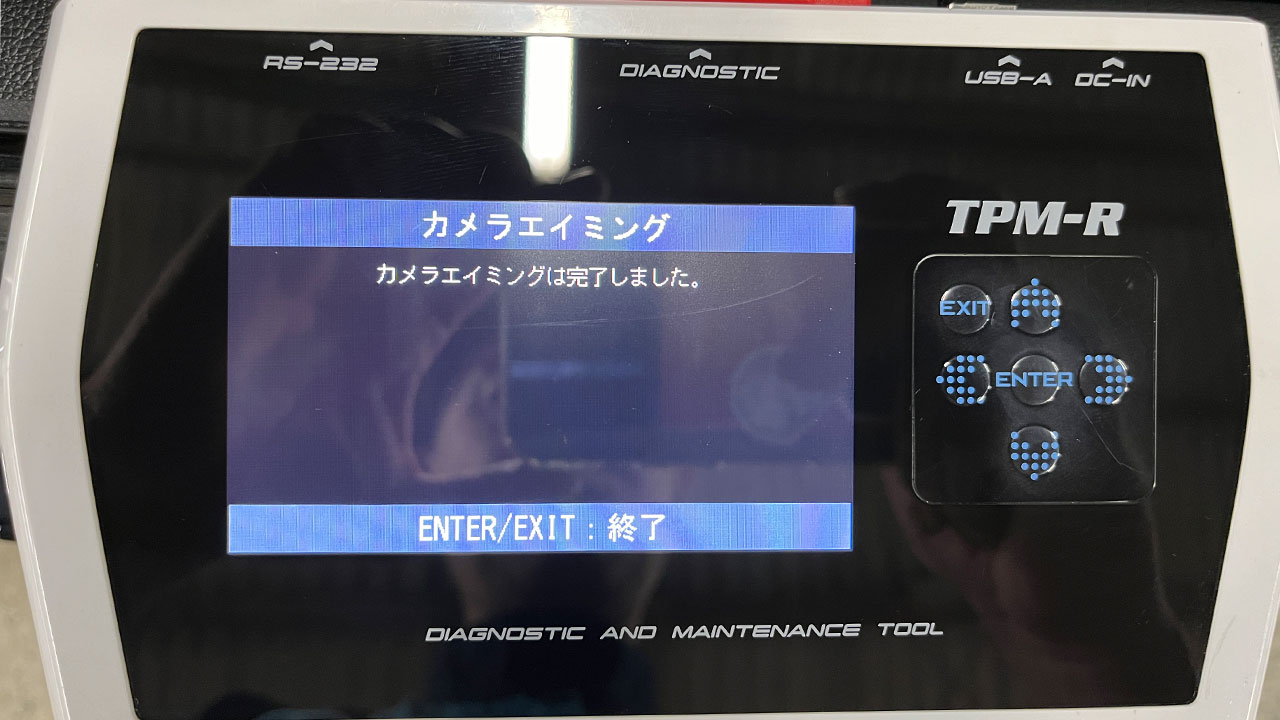 RS-232
DIAGNOSTIC
USB-A
DC-IN
カメラエイミング
カメラエイミングは完了しました。
ENTER/EXIT：終了
TPM-R
EXIT
ENTER
DIAGNOSTIC AND MAINTENANCE TOOL